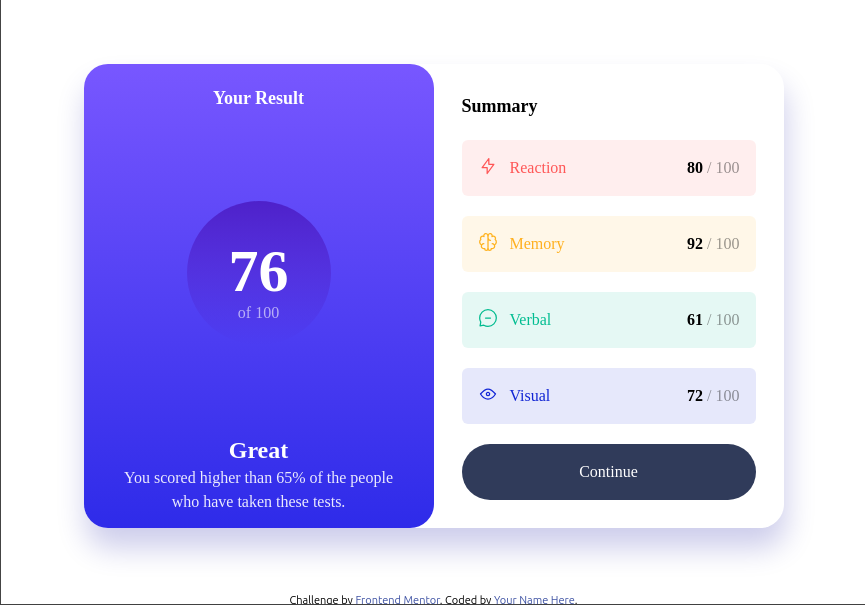 Your Result
76
of 100
Great
You scored higher than 65% of the people
who have taken these tests.
Summary
Reaction 80 / 100
Memory 92 / 100
Verbal 61 / 100
Visual 72 / 100
Continue
Challenge by Frontend Mentor. Coded by Your Name Here.